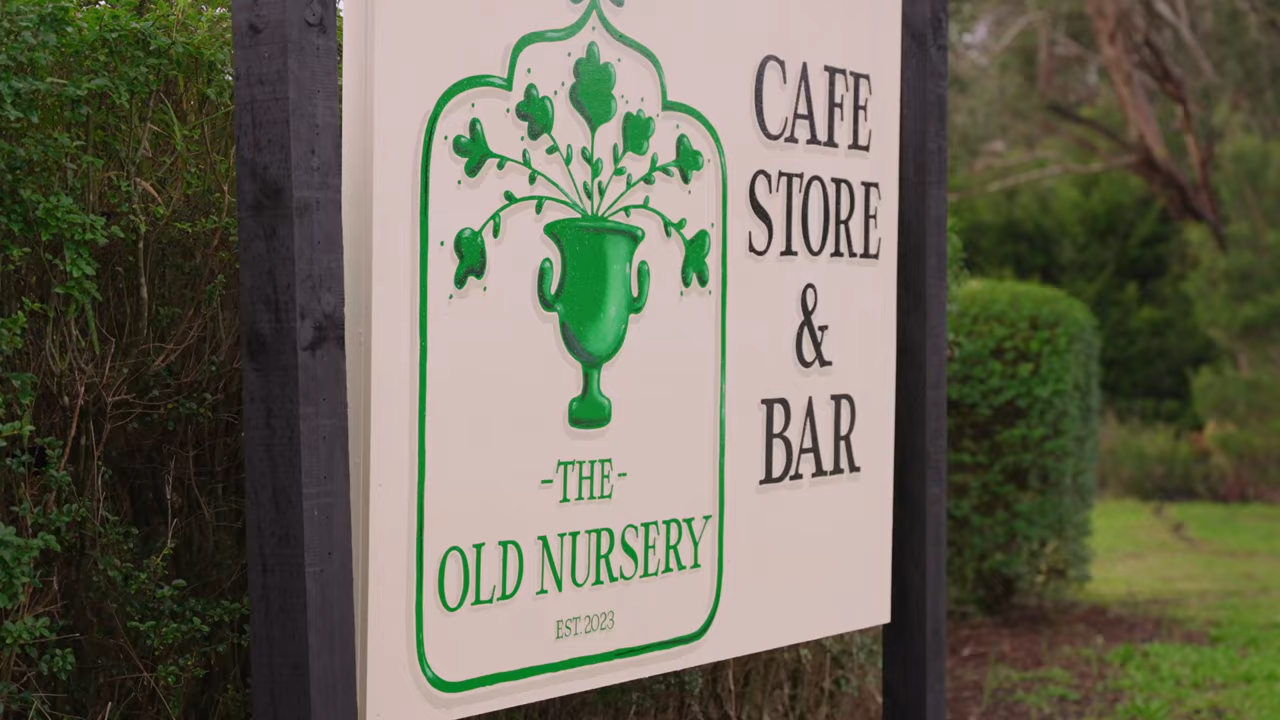 -THE-
OLD NURSERY
EST. 2023
CAFE
STORE
&
BAR